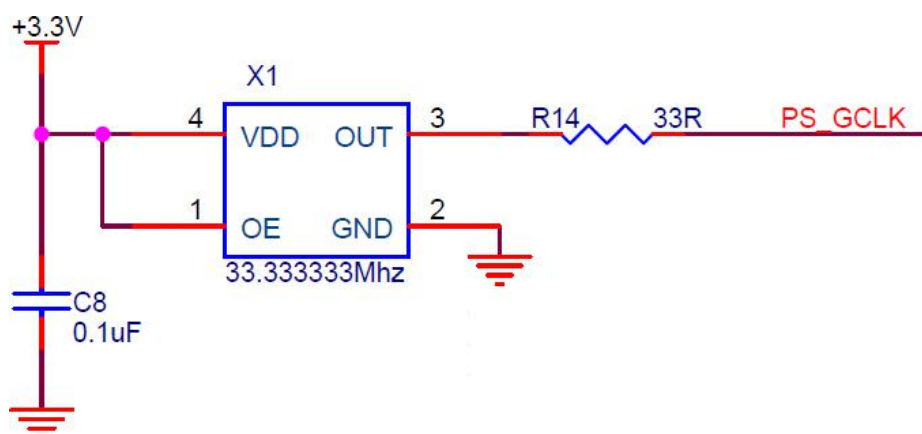 +3.3V
X1
4 VDD OUT 3 R14 33R PS_GCLK
1 OE GND 2
33.333333Mhz
C8
0.1uF